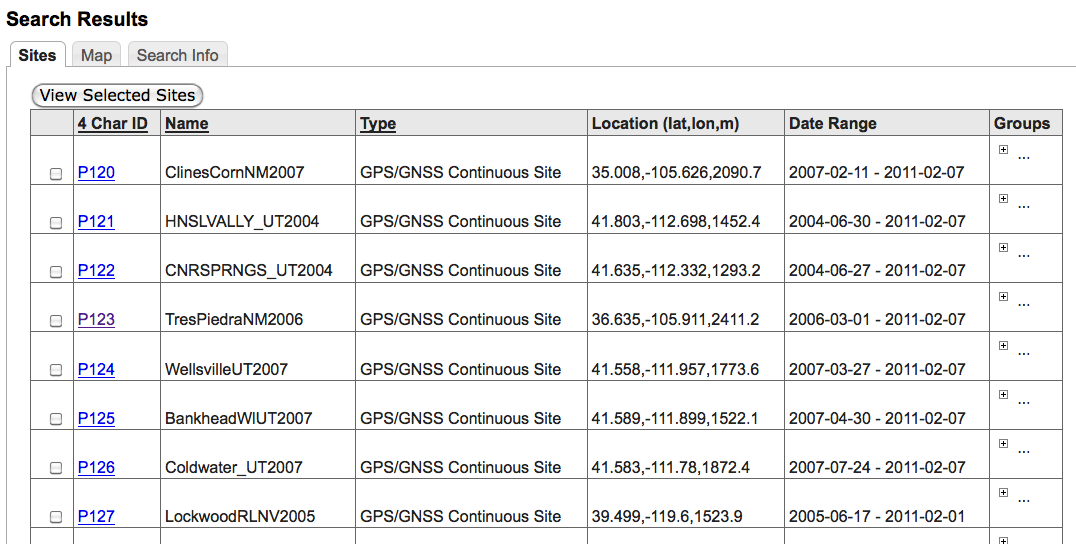 Search Results
Sites Map Search Info
View Selected Sites
4 Char ID Name Type Location (lat,lon,m) Date Range Groups
P120 ClinesCornNM2007 GPS/GNSS Continuous Site 35.008,-105.626,2090.7 2007-02-11 - 2011-02-07 ...
P121 HNSLVALLY_UT2004 GPS/GNSS Continuous Site 41.803,-112.698,1452.4 2004-06-30 - 2011-02-07 ...
P122 CNRSPRNGS_UT2004 GPS/GNSS Continuous Site 41.635,-112.332,1293.2 2004-06-27 - 2011-02-07 ...
P123 TresPiedraNM2006 GPS/GNSS Continuous Site 36.635,-105.911,2411.2 2006-03-01 - 2011-02-07 ...
P124 WellsvilleUT2007 GPS/GNSS Continuous Site 41.558,-111.957,1773.6 2007-03-27 - 2011-02-07 ...
P125 BankheadWIUT2007 GPS/GNSS Continuous Site 41.589,-111.899,1522.1 2007-04-30 - 2011-02-07 ...
P126 Coldwater_UT2007 GPS/GNSS Continuous Site 41.583,-111.78,1872.4 2007-07-24 - 2011-02-07 ...
P127 LockwoodRLNV2005 GPS/GNSS Continuous Site 39.499,-119.6,1523.9 2005-06-17 - 2011-02-01 ...